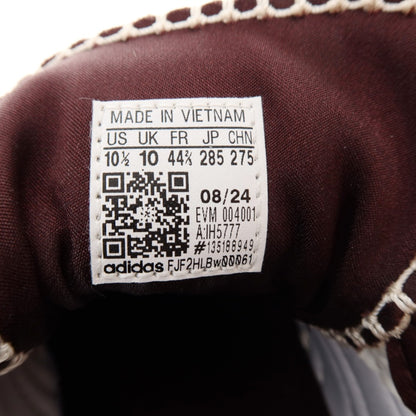 MADE IN VIETNAM
US UK FR JP CHN
10½ 10 44⅔ 285 275
08/24
EVM 004001
A:IH5777
#135188949
adidas FJF2HLBw00061